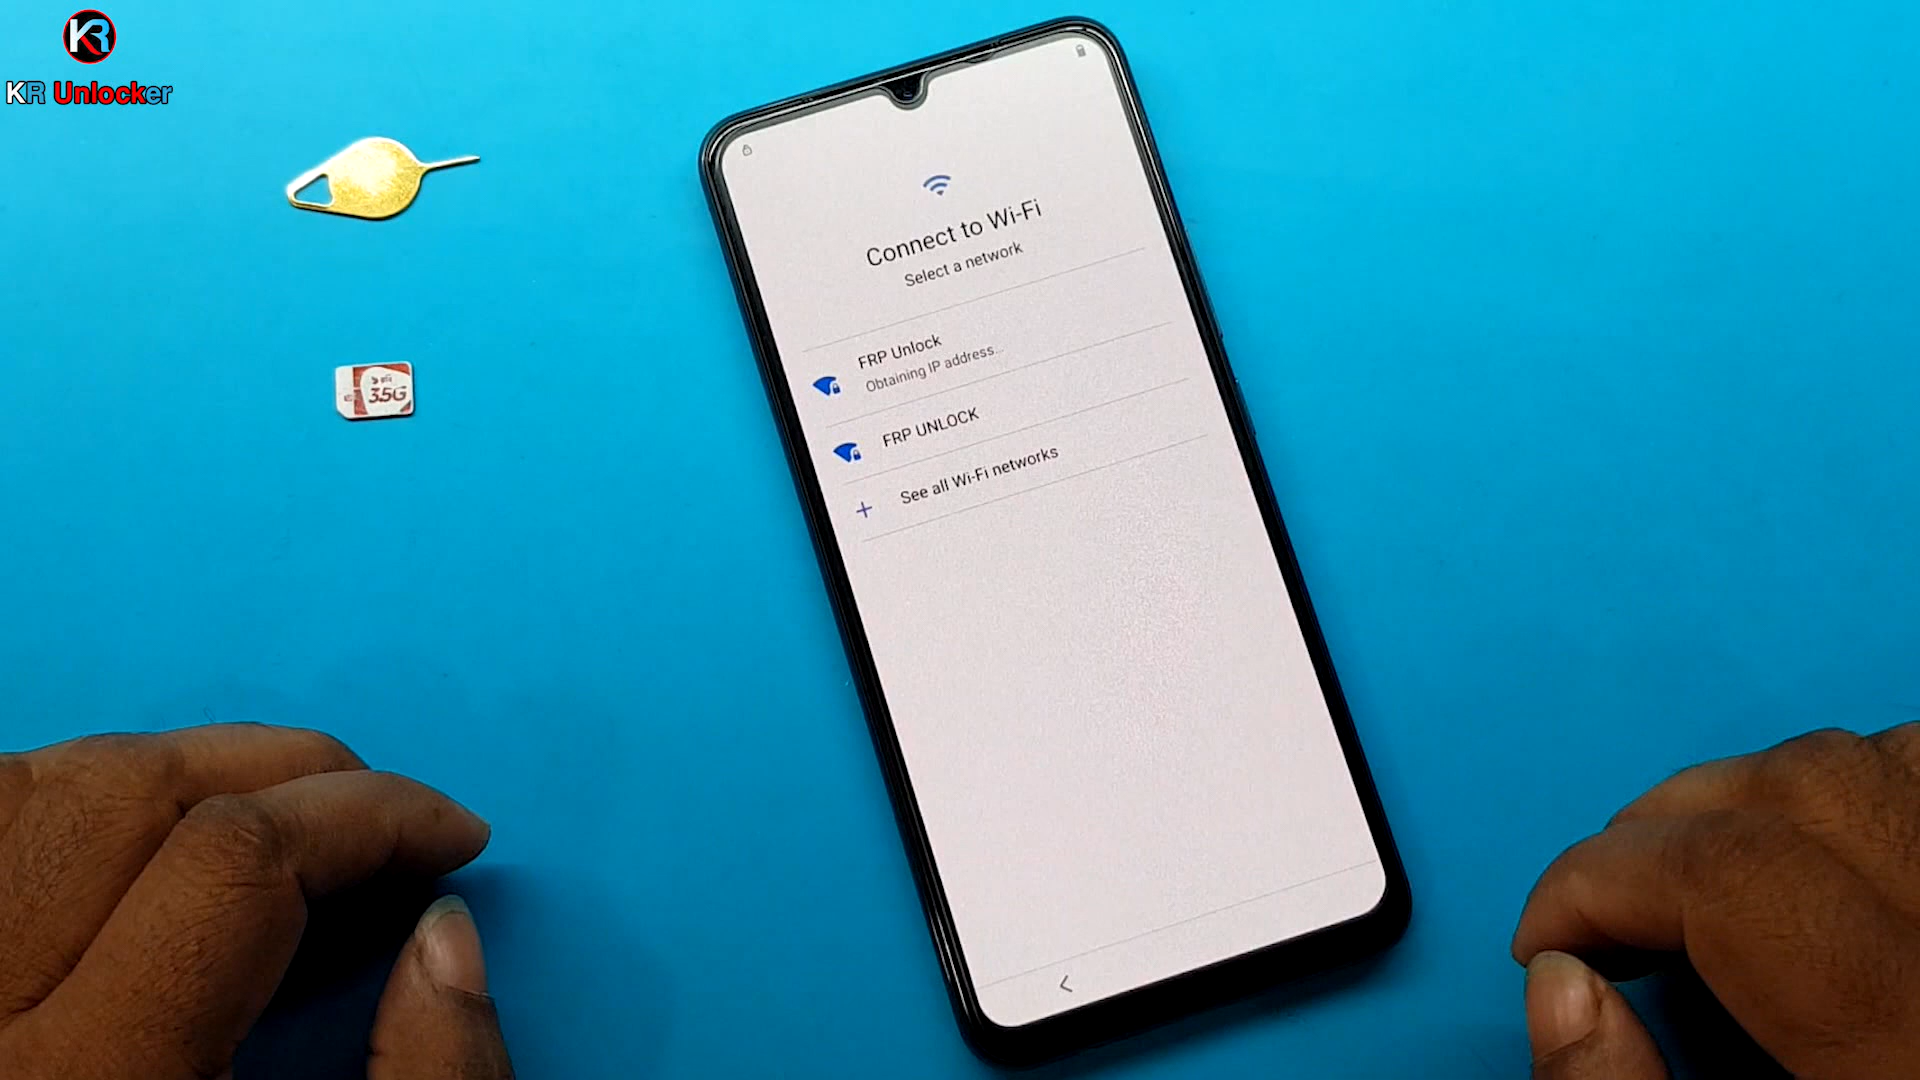 KR
KR Unlocker
Connect to Wi-Fi
Select a network
FRP Unlock
Obtaining IP address...
FRP UNLOCK
See all Wi-Fi networks
3.5G